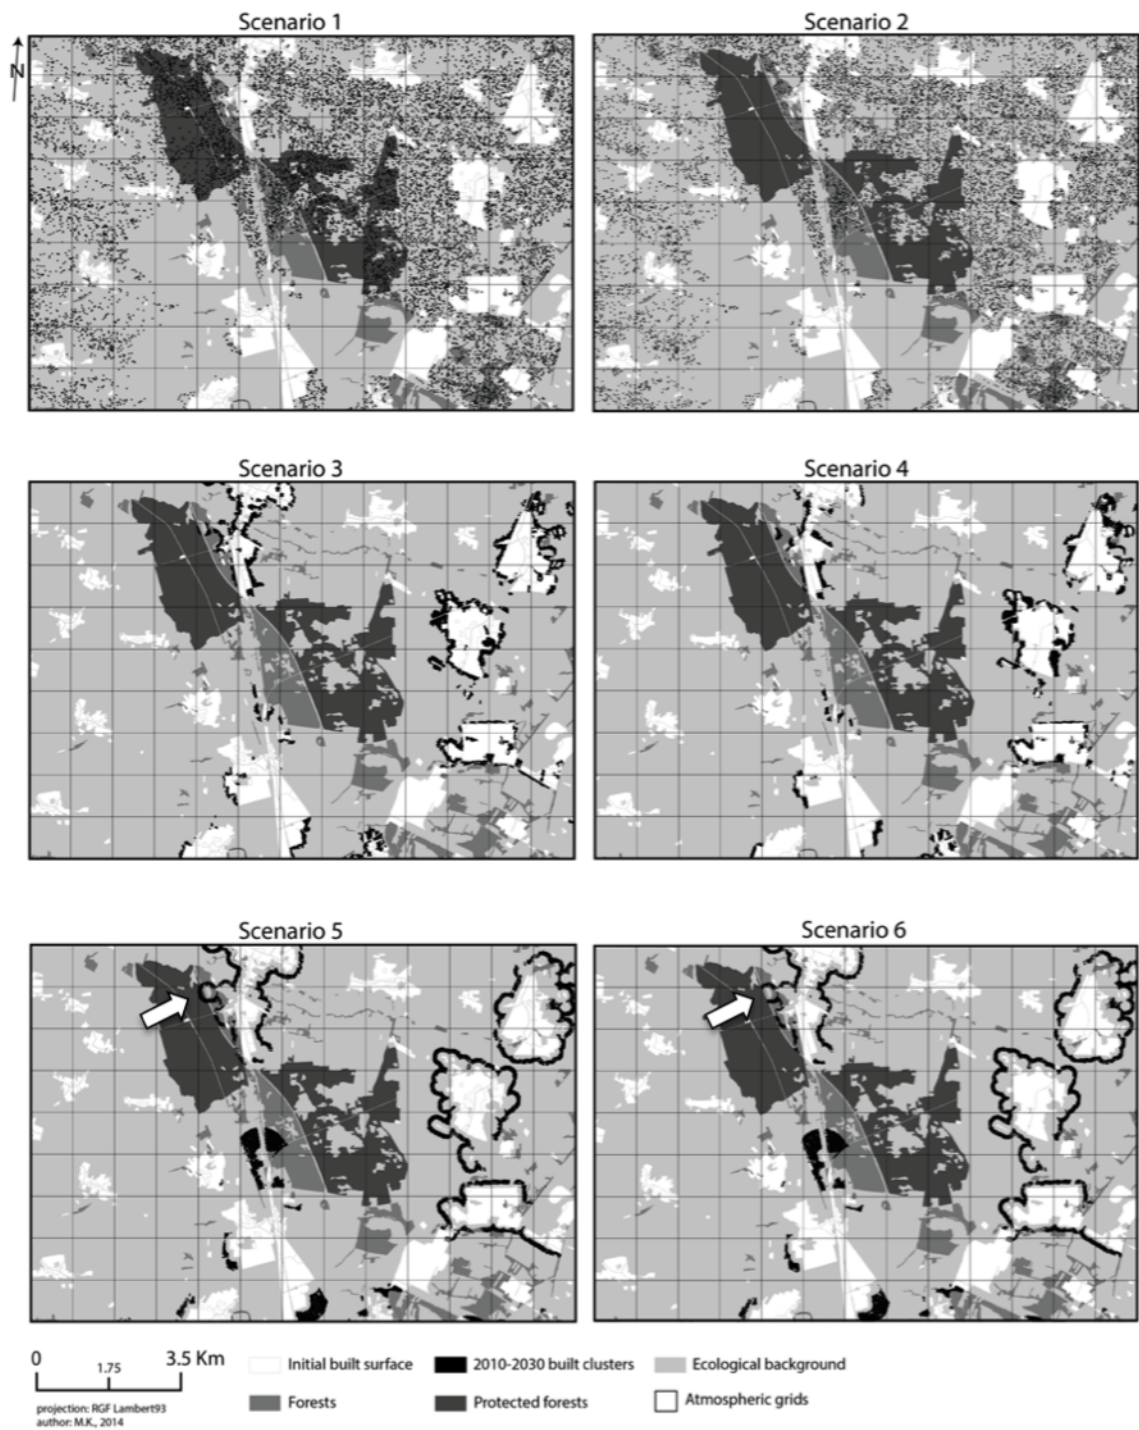 Scenario 1
Scenario 2
N
Scenario 3
Scenario 4
Scenario 5
Scenario 6
0 1.75 3.5 Km
projection: RGF Lambert93
author: M.K., 2014
Initial built surface
2010-2030 built clusters
Ecological background
Forests
Protected forests
Atmospheric grids